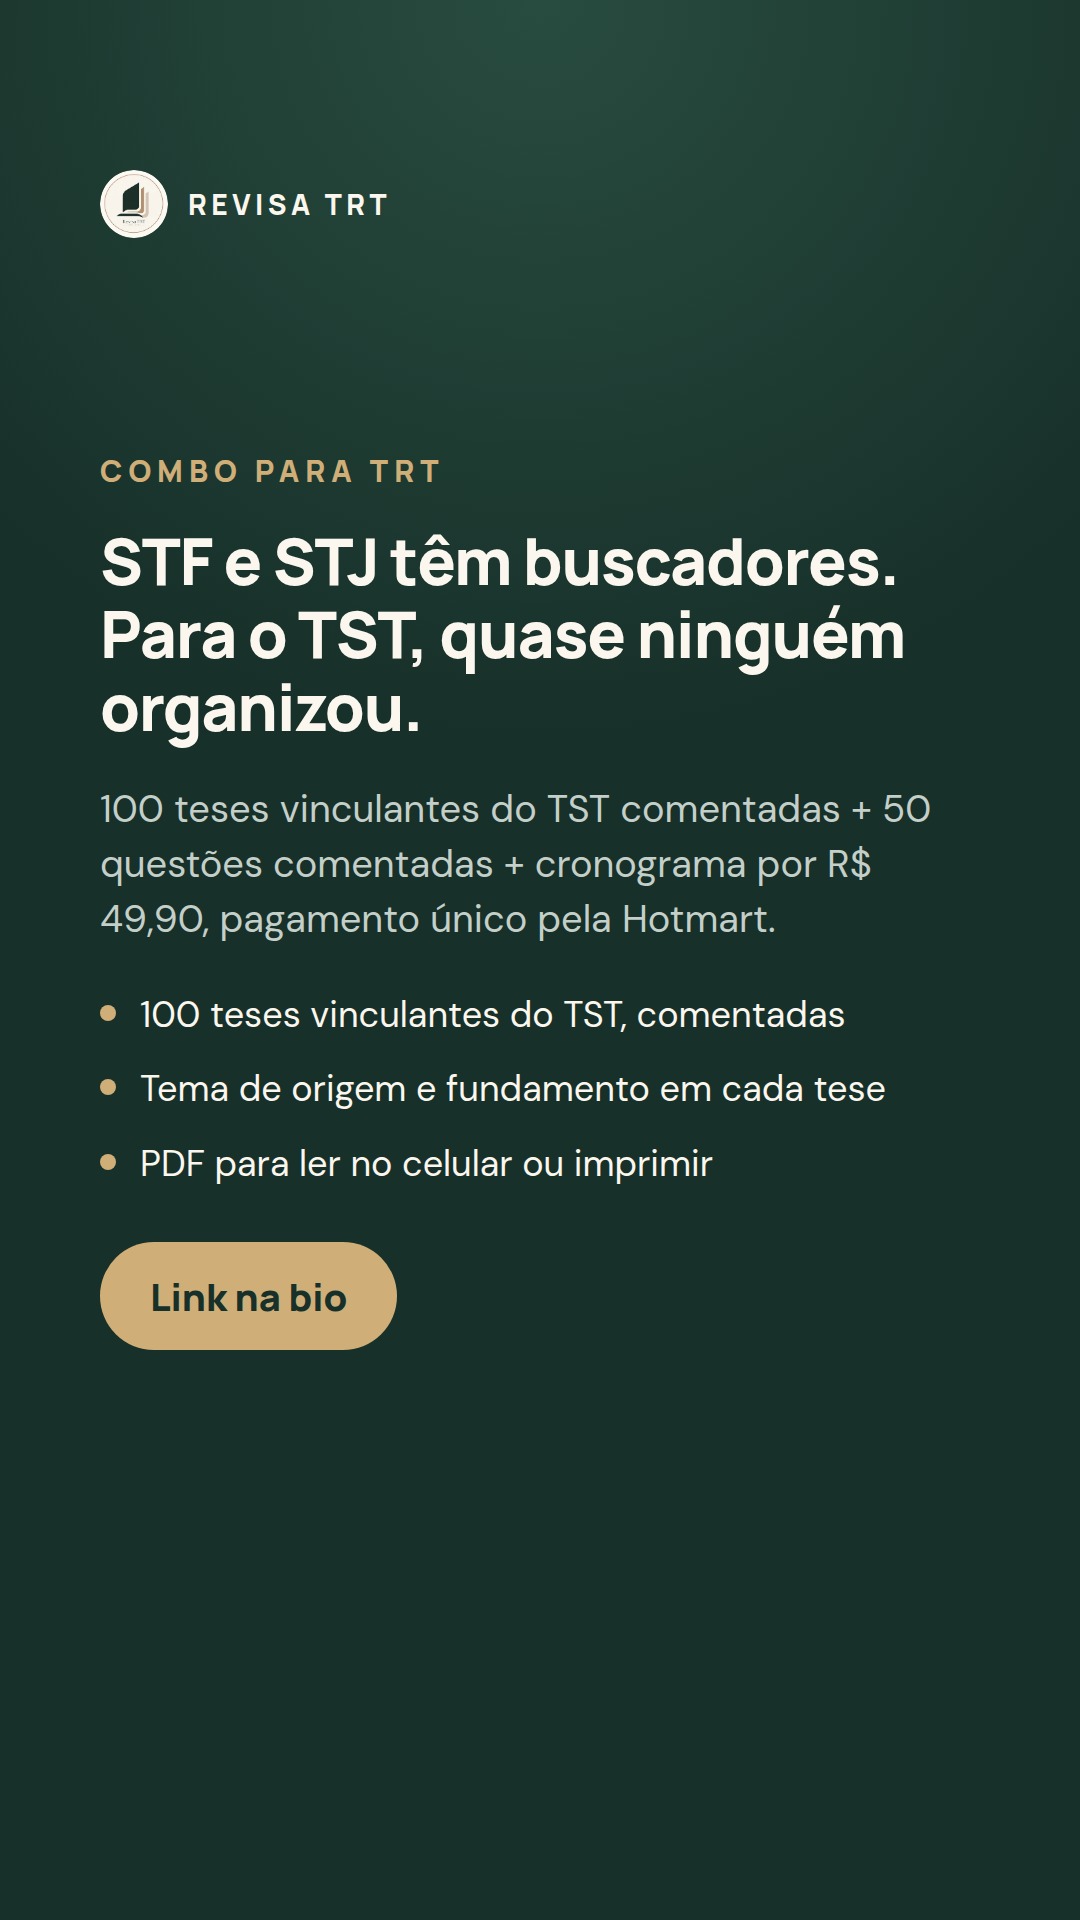 REVISA TRT
COMBO PARA TRT
STF e STJ têm buscadores.
Para o TST, quase ninguém
organizou.
100 teses vinculantes do TST comentadas + 50
questões comentadas + cronograma por R$
49,90, pagamento único pela Hotmart.
100 teses vinculantes do TST, comentadas
Tema de origem e fundamento em cada tese
PDF para ler no celular ou imprimir
Link na bio